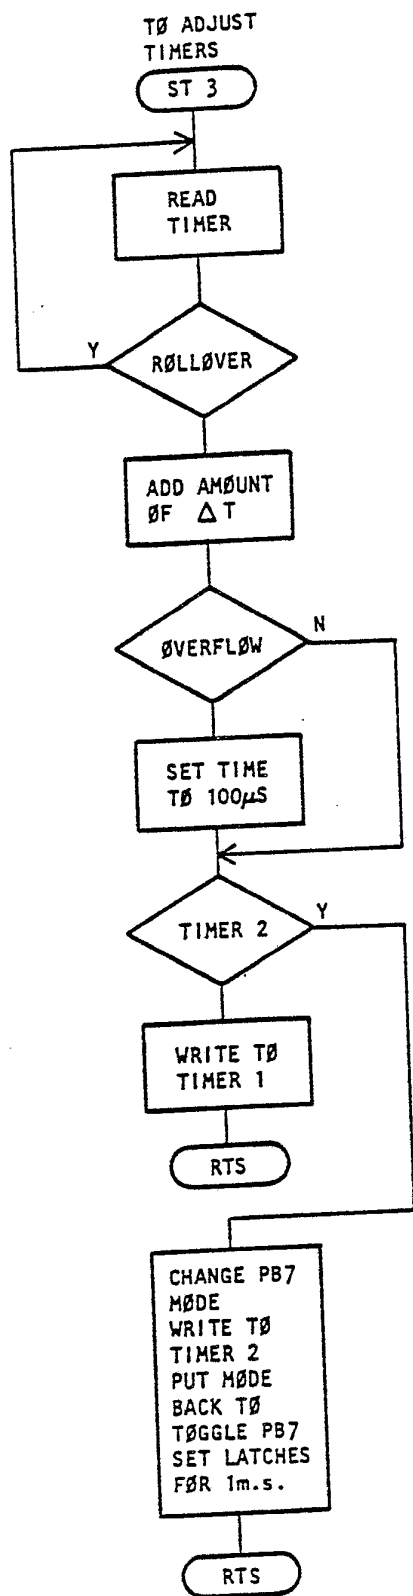 TØ ADJUST
TIMERS
ST 3
READ
TIMER
Y
RØLLØVER
ADD AMØUNT
ØF Δ T
N
ØVERFLØW
SET TIME
TØ 100µS
Y
TIMER 2
WRITE TØ
TIMER 1
RTS
CHANGE PB7
MØDE
WRITE TØ
TIMER 2
PUT MØDE
BACK TØ
TØGGLE PB7
SET LATCHES
FØR 1m.s.
RTS